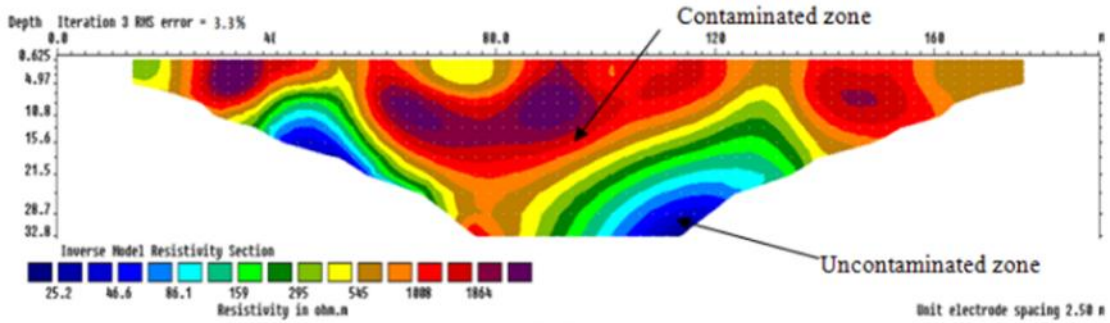 Contaminated zone
Depth Iteration 3 RMS error = 3.3%
0.0 40 80.0 120 160 m
0.625
4.97
10.8
15.6
21.5
28.7
32.8
Uncontaminated zone
Inverse Model Resistivity Section
25.2 46.6 86.1 159 295 545 1008 1864
Resistivity in ohm.m
Unit electrode spacing 2.50 m